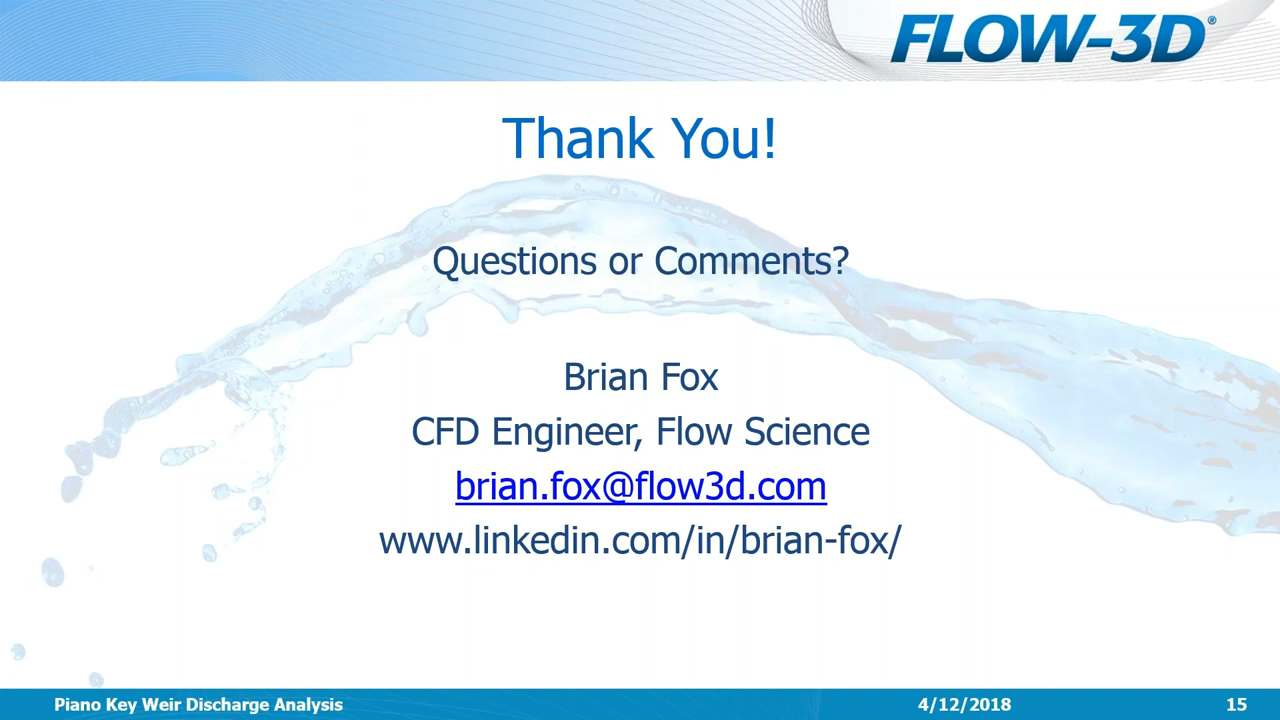 FLOW-3D®
Thank You!
Questions or Comments?
Brian Fox
CFD Engineer, Flow Science
brian.fox@flow3d.com
www.linkedin.com/in/brian-fox/
Piano Key Weir Discharge Analysis 4/12/2018 15